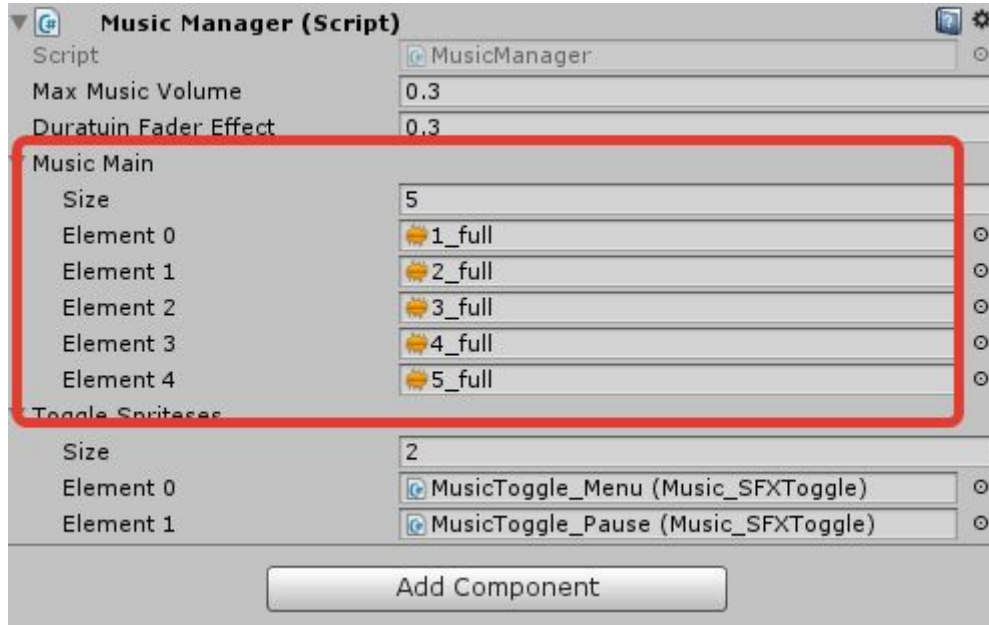 Music Manager (Script)
Script MusicManager
Max Music Volume 0.3
Duratuin Fader Effect 0.3
Music Main
Size 5
Element 0 1_full
Element 1 2_full
Element 2 3_full
Element 3 4_full
Element 4 5_full
Toggle Spriteses
Size 2
Element 0 MusicToggle_Menu (Music_SFXToggle)
Element 1 MusicToggle_Pause (Music_SFXToggle)
Add Component